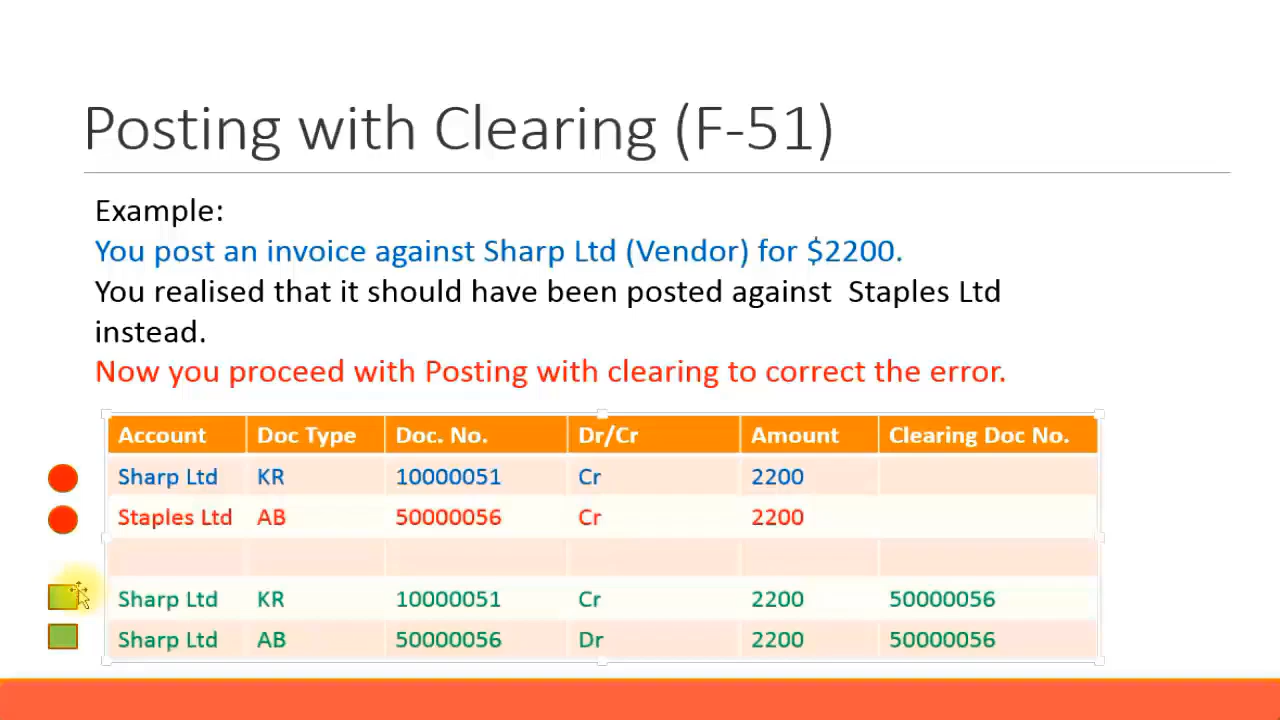 Posting with Clearing (F-51)
Example:
You post an invoice against Sharp Ltd (Vendor) for $2200.
You realised that it should have been posted against Staples Ltd
instead.
Now you proceed with Posting with clearing to correct the error.
Account Doc Type Doc. No. Dr/Cr Amount Clearing Doc No.
Sharp Ltd KR 10000051 Cr 2200
Staples Ltd AB 50000056 Cr 2200
Sharp Ltd KR 10000051 Cr 2200 50000056
Sharp Ltd AB 50000056 Dr 2200 50000056